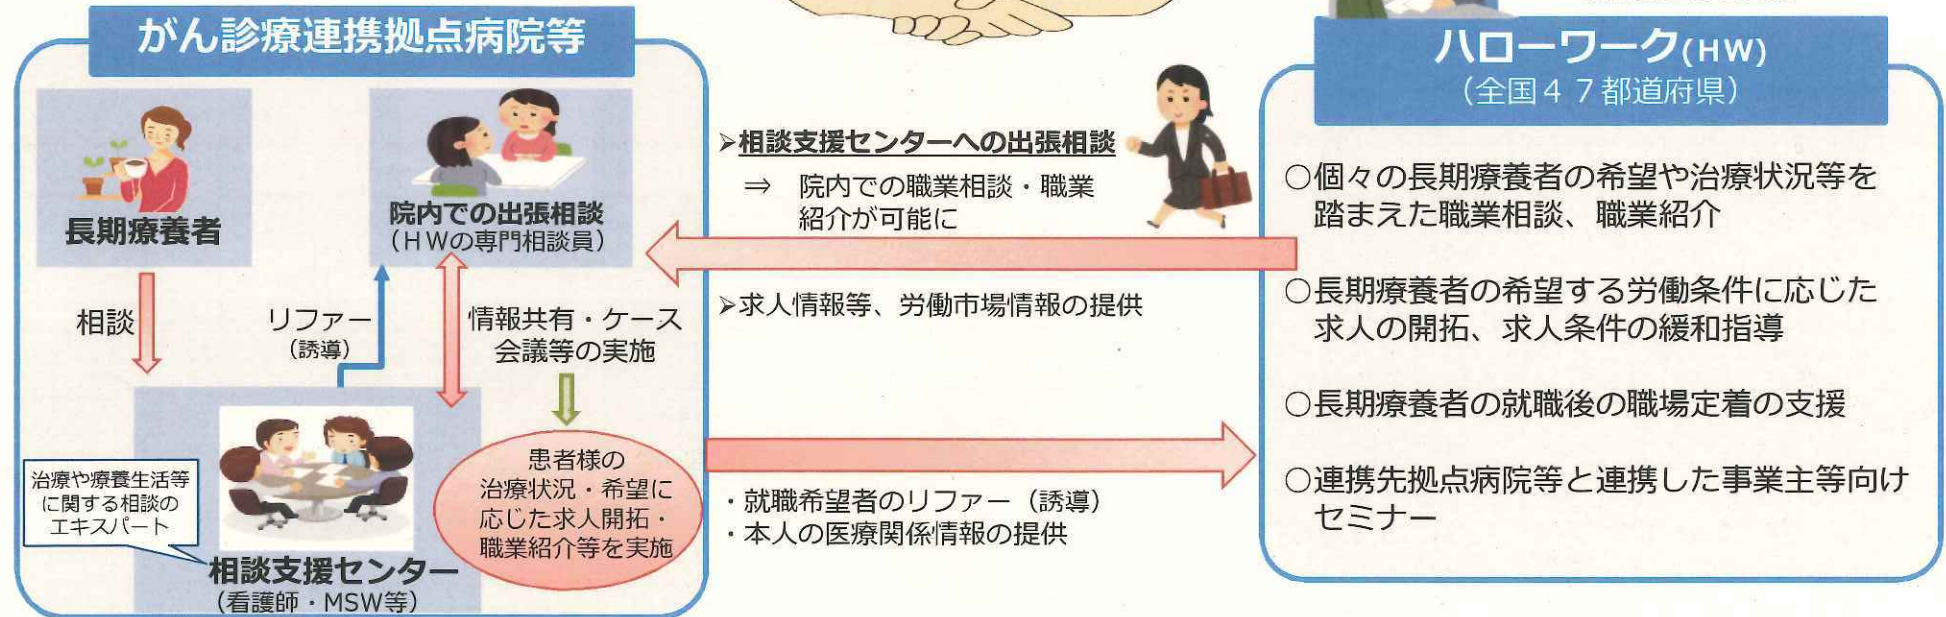 がん診療連携拠点病院等
長期療養者
院内での出張相談
（HWの専門相談員）
相談
リファー
（誘導）
情報共有・ケース
会議等の実施
治療や療養生活等
に関する相談の
エキスパート
患者様の
治療状況・希望に
応じた求人開拓・
職業紹介等を実施
相談支援センター
（看護師・MSW等）
➢相談支援センターへの出張相談
⇒ 院内での職業相談・職業
紹介が可能に
➢求人情報等、労働市場情報の提供
・就職希望者のリファー（誘導）
・本人の医療関係情報の提供
ハローワーク(HW)
（全国４７都道府県）
○個々の長期療養者の希望や治療状況等を
踏まえた職業相談、職業紹介
○長期療養者の希望する労働条件に応じた
求人の開拓、求人条件の緩和指導
○長期療養者の就職後の職場定着の支援
○連携先拠点病院等と連携した事業主等向け
セミナー